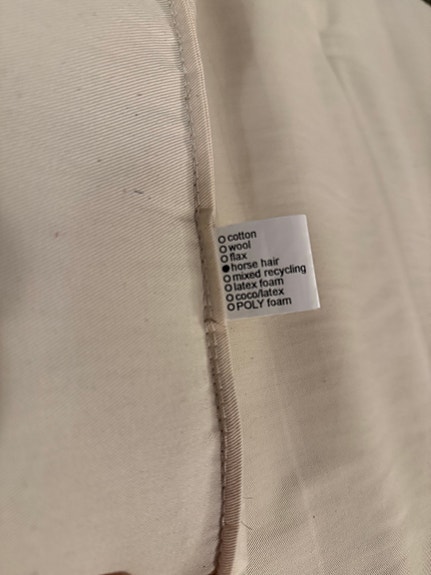 ○ cotton
○ wool
○ flax
● horse hair
○ mixed recycling
○ latex foam
○ coco/latex
○ POLY foam